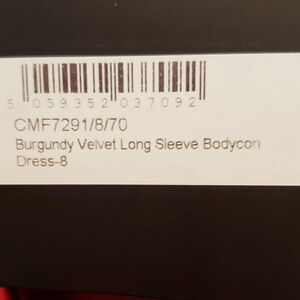 5 059352 037092
CMF7291/8/70
Burgundy Velvet Long Sleeve Bodycon
Dress-8